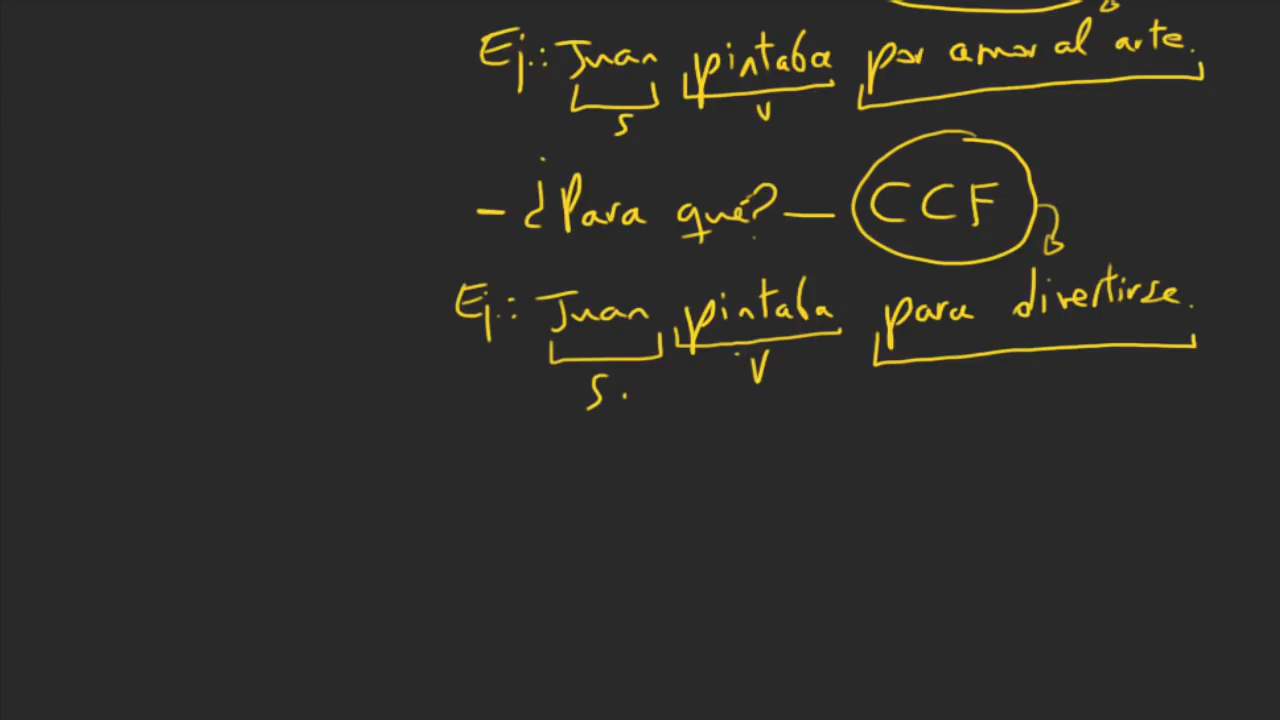 Ej.: Juan pintaba por amor al arte.
S V
- ¿Para qué? — CCF
Ej.: Juan pintaba para divertirse.
S. V